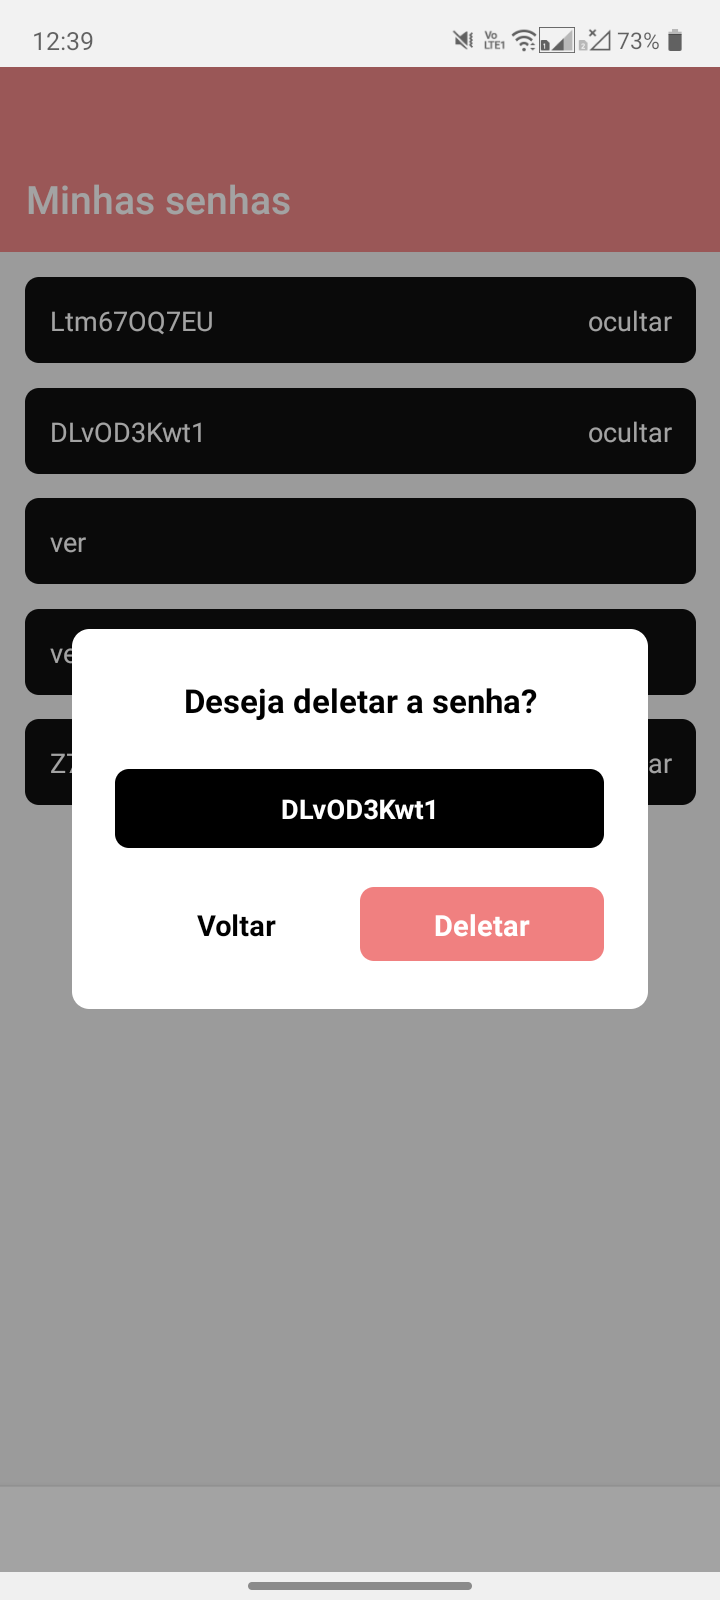 12:39
Vo LTE1
73%
Minhas senhas
Ltm67OQ7EU ocultar
DLvOD3Kwt1 ocultar
ver
ve
Z7 ar
Deseja deletar a senha?
DLvOD3Kwt1
Voltar Deletar